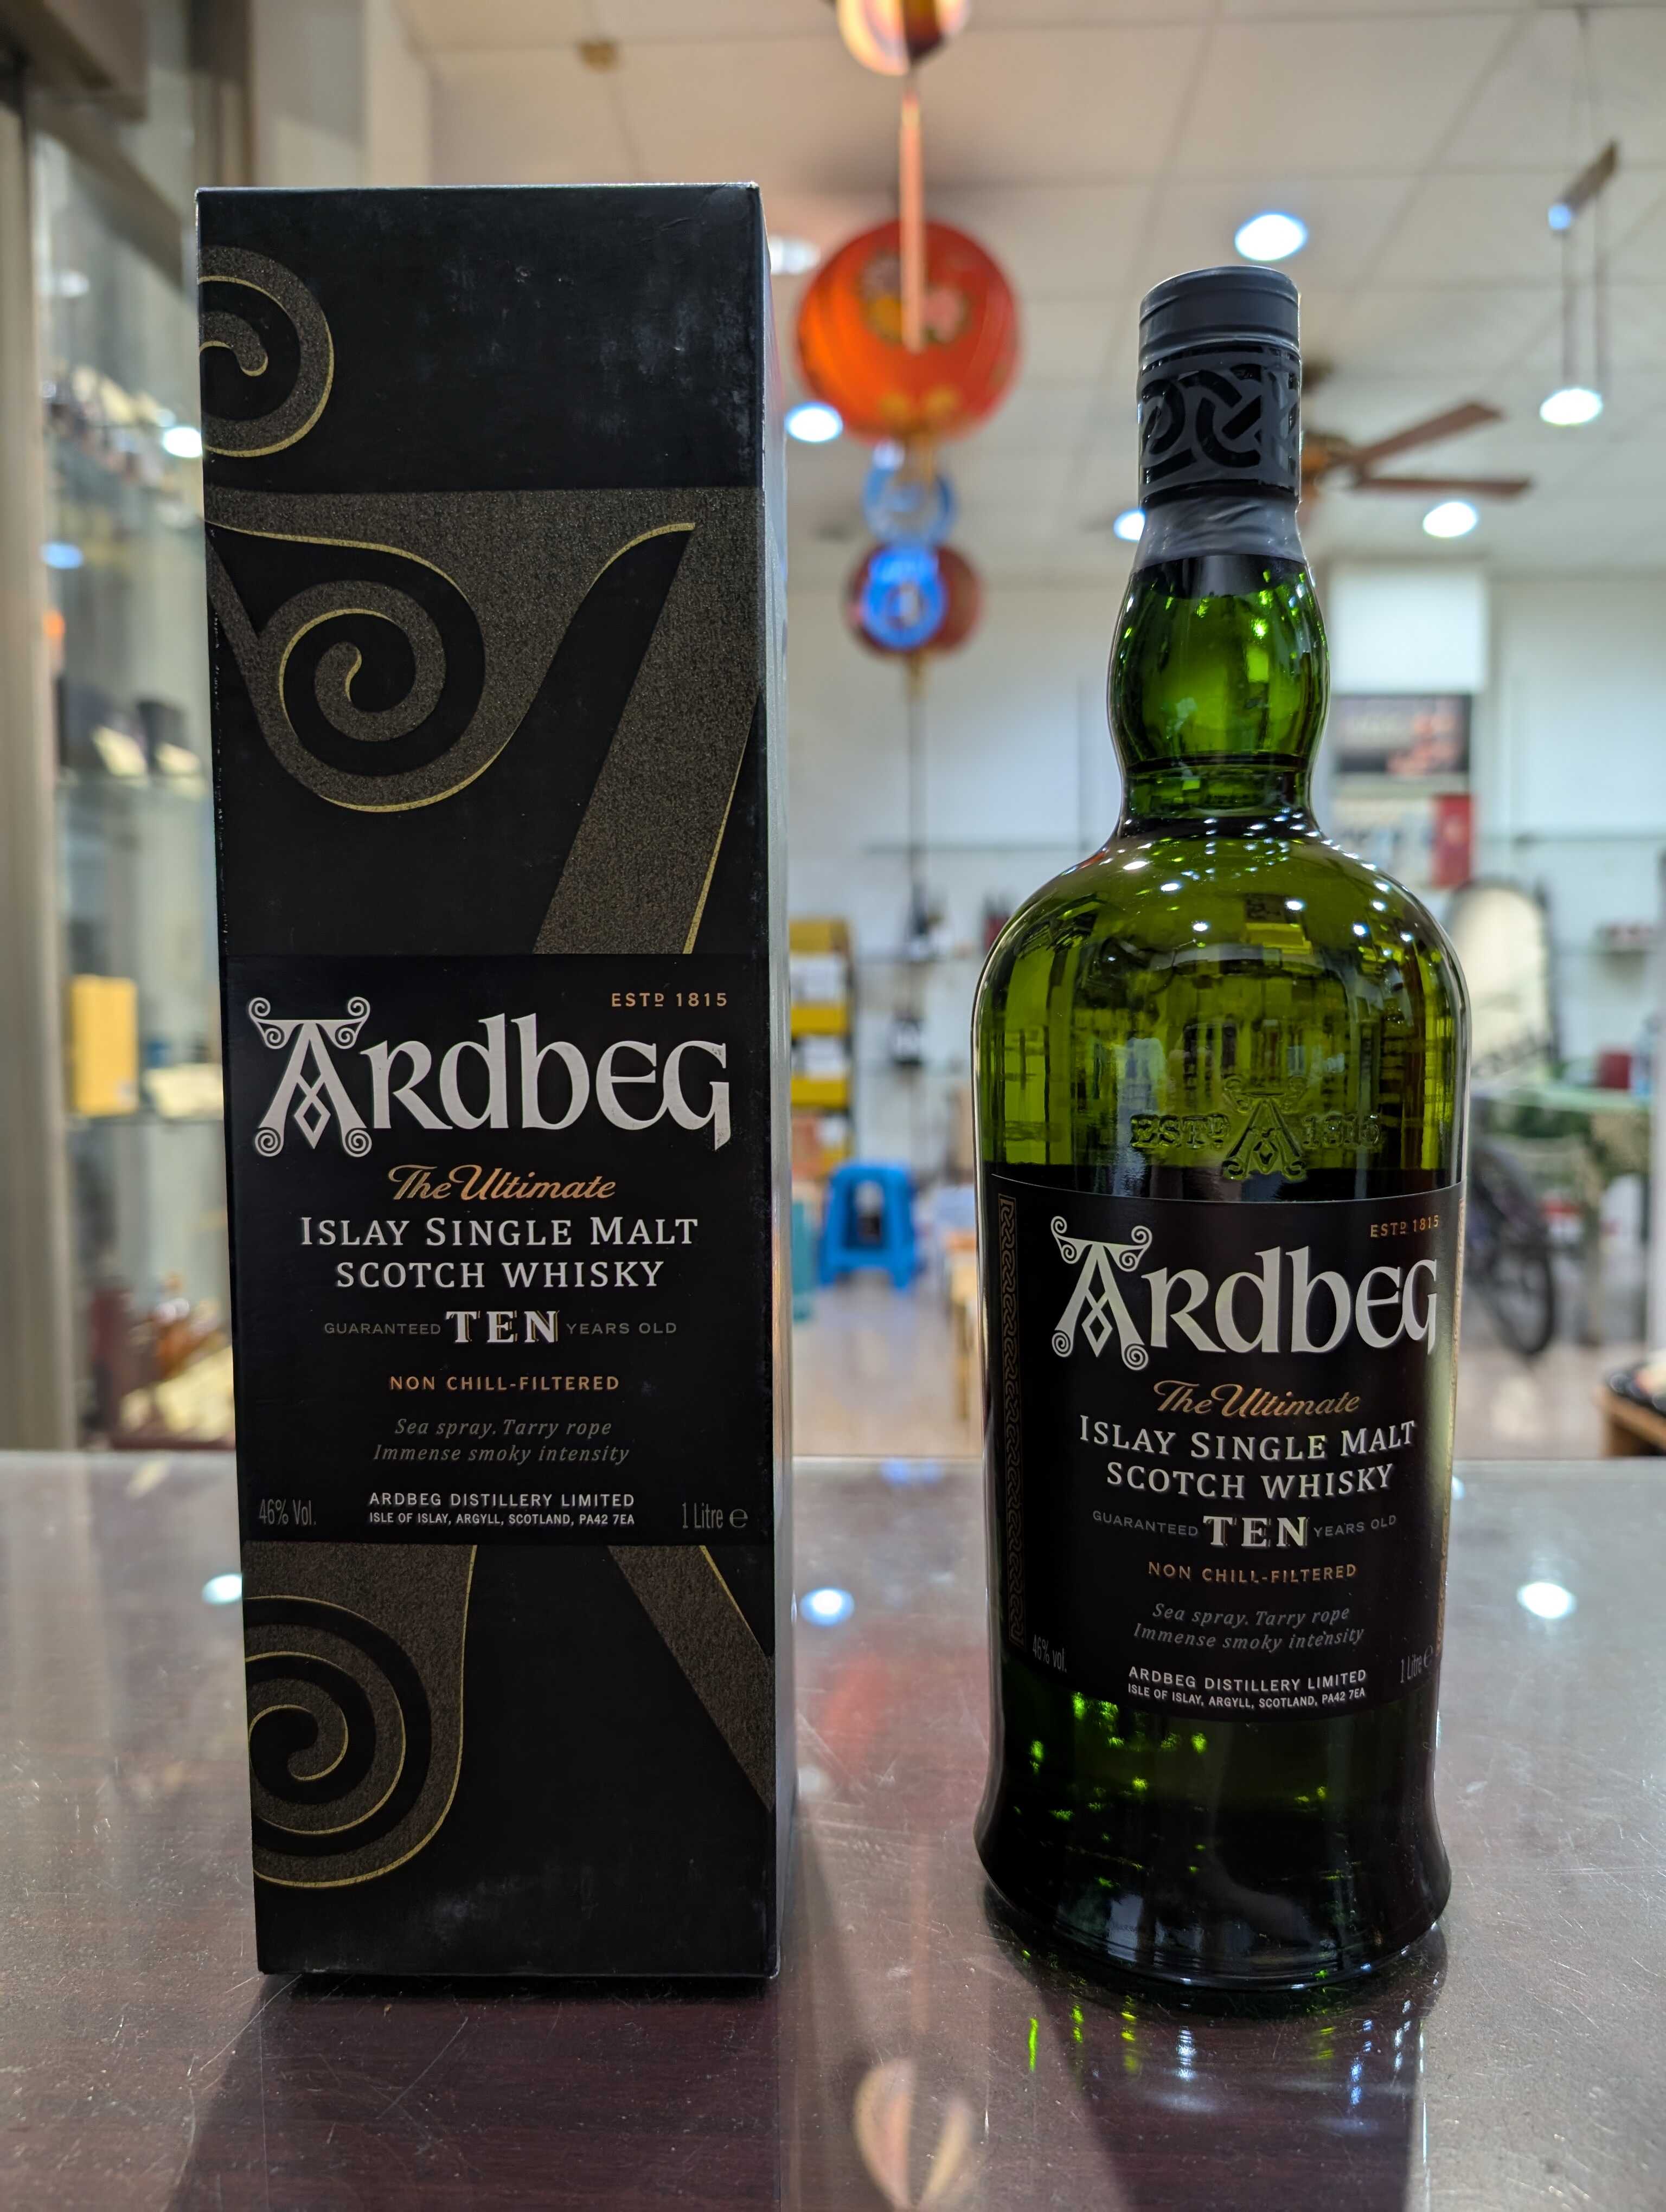 ESTD 1815
ARDBEG
The Ultimate
ISLAY SINGLE MALT
SCOTCH WHISKY
GUARANTEED TEN YEARS OLD
NON CHILL-FILTERED
Sea spray. Tarry rope
Immense smoky intensity
46% Vol.
ARDBEG DISTILLERY LIMITED
ISLE OF ISLAY, ARGYLL, SCOTLAND, PA42 7EA
1 Litre e
ESTD A 1815
ESTD 1815
ARDBEG
The Ultimate
ISLAY SINGLE MALT
SCOTCH WHISKY
GUARANTEED TEN YEARS OLD
NON CHILL-FILTERED
Sea spray. Tarry rope
Immense smoky intensity
46% vol.
ARDBEG DISTILLERY LIMITED
ISLE OF ISLAY, ARGYLL, SCOTLAND, PA42 7EA
1 Litre e